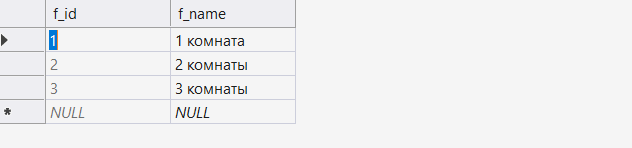 f_id f_name
1 1 комната
2 2 комнаты
3 3 комнаты
NULL NULL